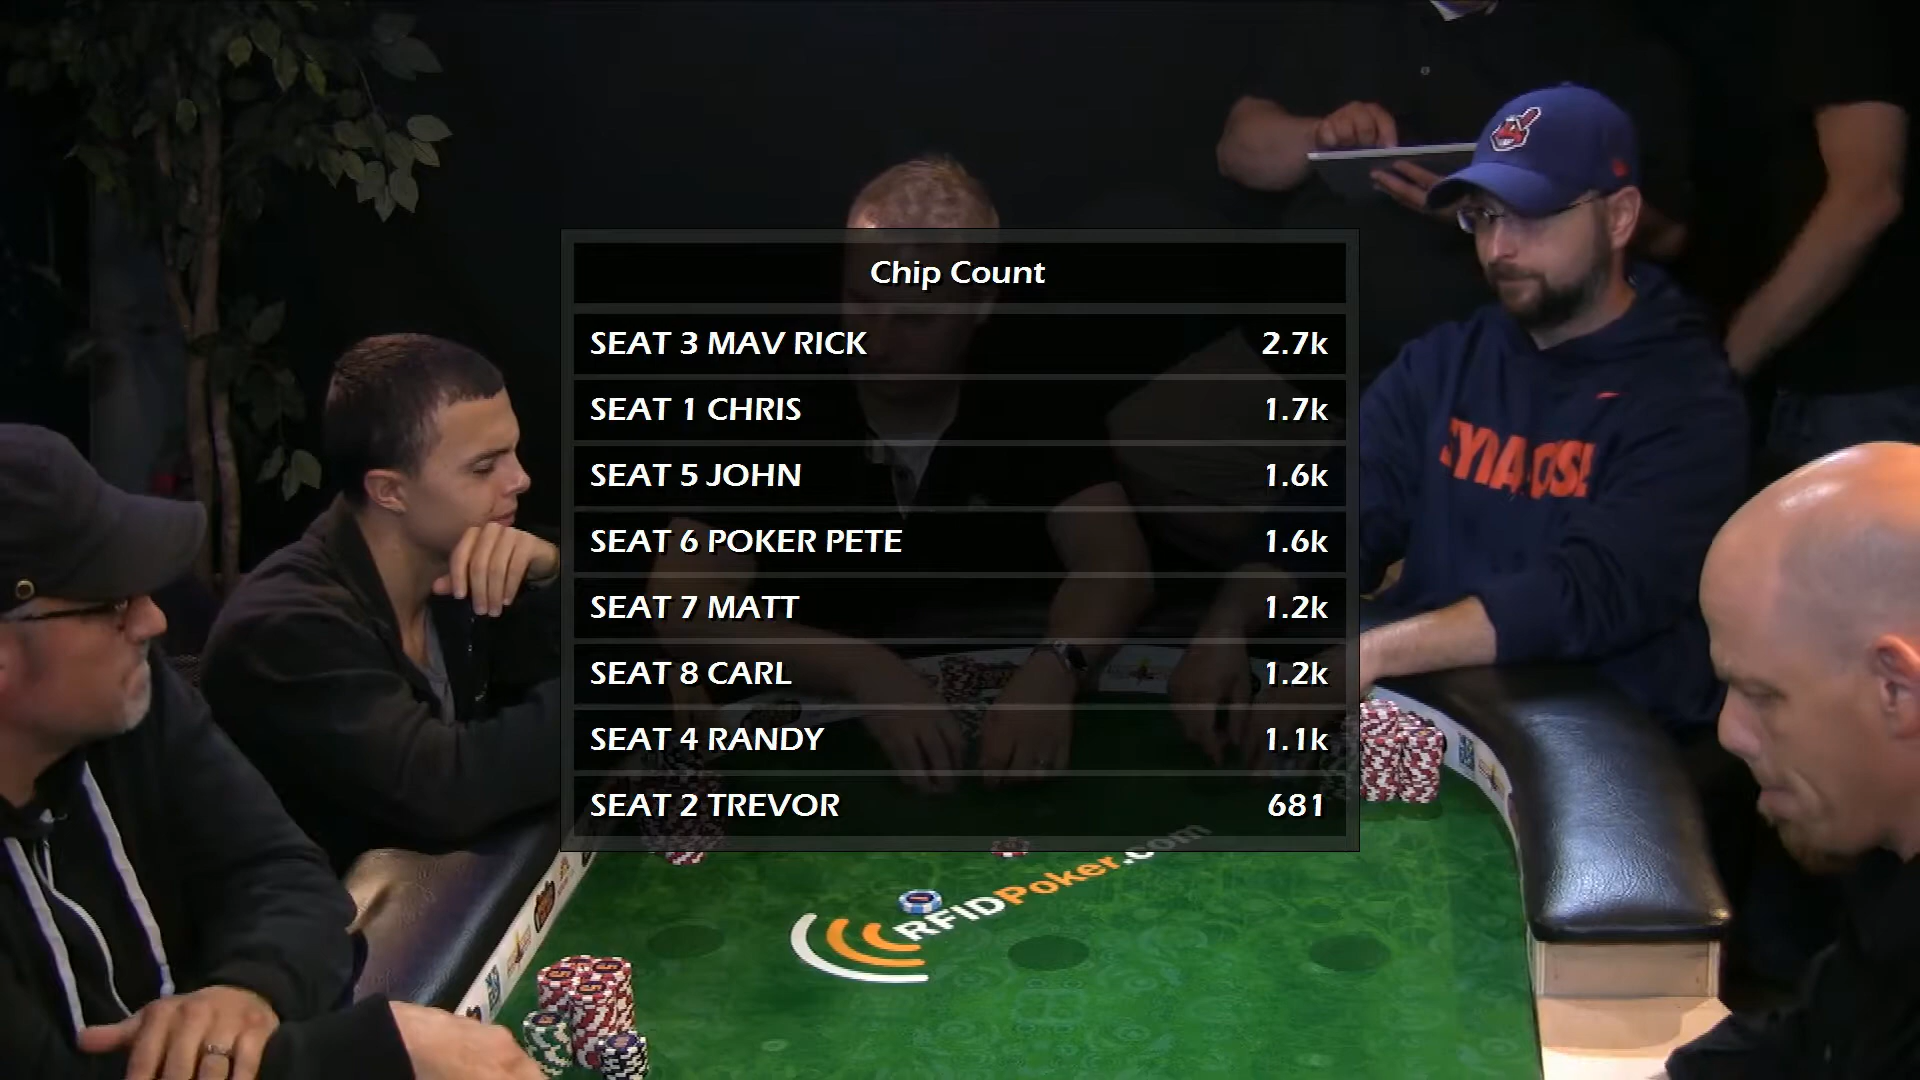 Chip Count
SEAT 3 MAV RICK 2.7k
SEAT 1 CHRIS 1.7k
SEAT 5 JOHN 1.6k
SEAT 6 POKER PETE 1.6k
SEAT 7 MATT 1.2k
SEAT 8 CARL 1.2k
SEAT 4 RANDY 1.1k
SEAT 2 TREVOR 681
RFIDPoker.com